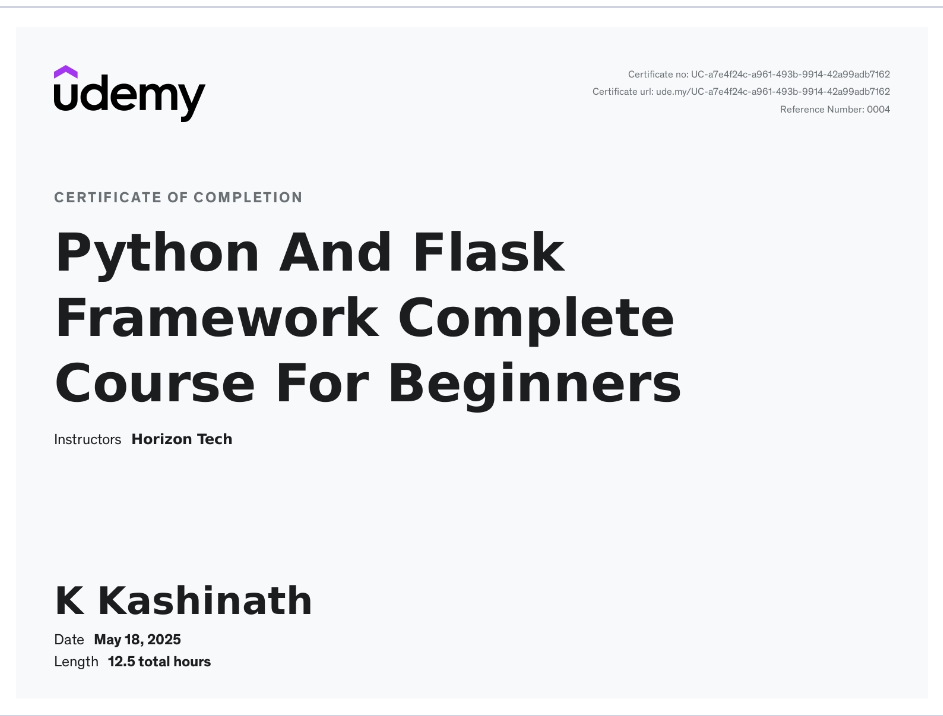 udemy
Certificate no: UC-a7e4f24c-a961-493b-9914-42a99adb7162
Certificate url: ude.my/UC-a7e4f24c-a961-493b-9914-42a99adb7162
Reference Number: 0004
CERTIFICATE OF COMPLETION
Python And Flask
Framework Complete
Course For Beginners
Instructors Horizon Tech
K Kashinath
Date May 18, 2025
Length 12.5 total hours